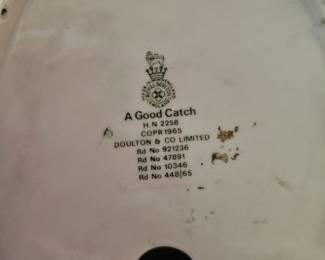 A Good Catch
H N 2258
COPR 1965
DOULTON & CO LIMITED
Rd No 921236
Rd No 47891
Rd No 10346
Rd No 448/65